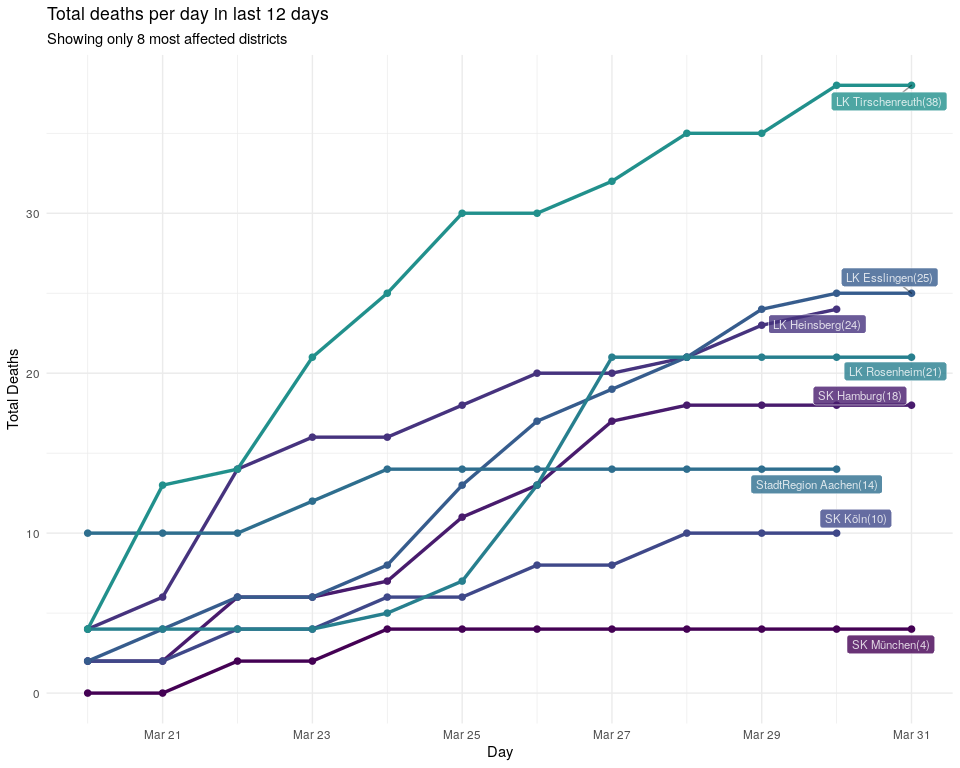 Total deaths per day in last 12 days
Showing only 8 most affected districts
LK Tirschenreuth(38)
30
LK Esslingen(25)
LK Heinsberg(24)
20
LK Rosenheim(21)
SK Hamburg(18)
StadtRegion Aachen(14)
SK Köln(10)
10
SK München(4)
0
Total Deaths
Mar 21 Mar 23 Mar 25 Mar 27 Mar 29 Mar 31
Day